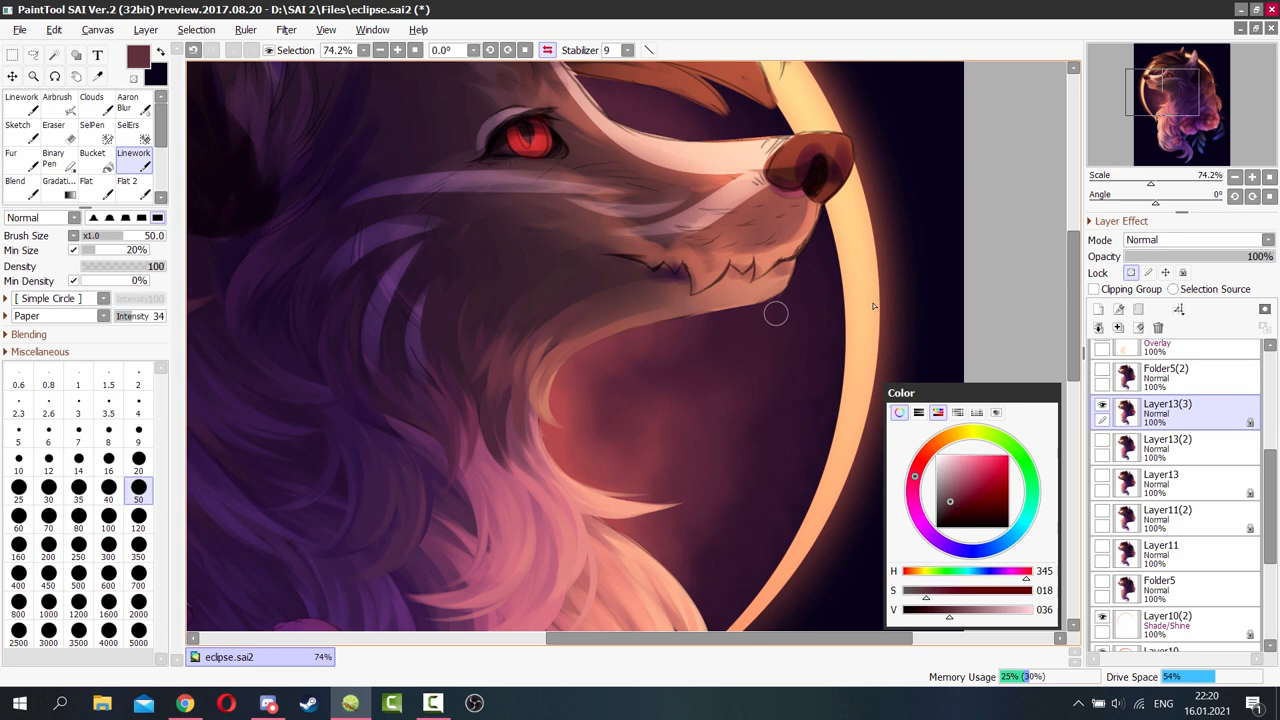 PaintTool SAI Ver.2 (32bit) Preview.2017.08.20 - D:\SAI 2\Files\eclipse.sai2 (*)
File Edit Canvas Layer Selection Ruler Filter View Window Help
Selection 74.2% 0.0° Stabilizer 9
T
Linework Airbrush Clouds Aaron Blur
Sketch Eraser SelPen SelErs
Fur Binary Pen Bucket Linework
Blend Gradati... Flat Flat 2
Normal
Brush Size x1.0 50.0
Min Size 20%
Density 100
Min Density 0%
[ Simple Circle ] Intensity 100
Paper Intensity 34
Blending
Miscellaneous
0.6 0.8 1 1.5 2
2.3 2.6 3 3.5 4
5 6 7 8 9
10 12 14 16 20
25 30 35 40 50
60 70 80 100 120
160 200 250 300 350
400 450 500 600 700
800 1000 1200 1600 2000
2500 3000 3500 4000 5000
Color
H 345
S 018
V 036
Scale 74.2%
Angle 0°
Layer Effect
Mode Normal
Opacity 100%
Lock
Clipping Group Selection Source
Overlay
100%
Folder5(2)
Normal
100%
Layer13(3)
Normal
100%
Layer13(2)
Normal
100%
Layer13
Normal
100%
Layer11(2)
Normal
100%
Layer11
Normal
100%
Folder5
Normal
100%
Layer10(2)
Shade/Shine
100%
Layer10
eclipse.sai2 74%
Memory Usage 25% (30%) Drive Space 54%
ENG 22:20
16.01.2021
1